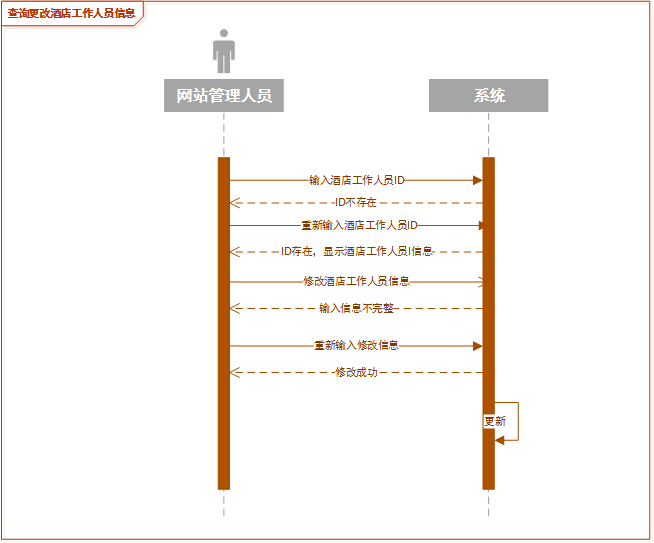 查询更改酒店工作人员信息
网站管理人员
系统
输入酒店工作人员ID
ID不存在
重新输入酒店工作人员ID
ID存在，显示酒店工作人员I信息
修改酒店工作人员信息
输入信息不完整
重新输入修改信息
修改成功
更新